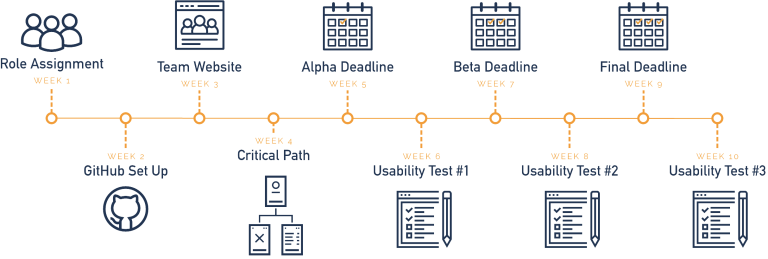 Role Assignment
WEEK 1
GitHub Set Up
WEEK 2
Team Website
WEEK 3
WEEK 4
Critical Path
Alpha Deadline
WEEK 5
WEEK 6
Usability Test #1
Beta Deadline
WEEK 7
WEEK 8
Usability Test #2
Final Deadline
WEEK 9
WEEK 10
Usability Test #3